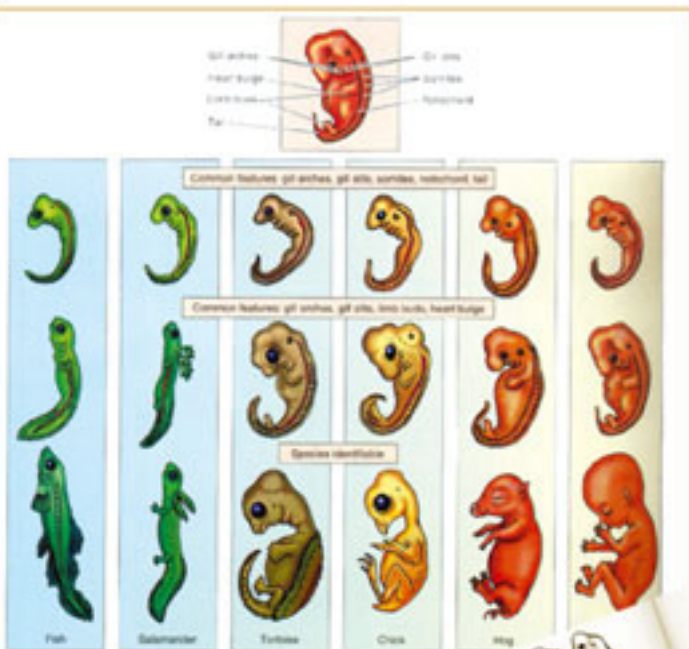 Gill arches
Gill slits
Heart bulge
Somites
Limb buds
Notochord
Tail
Common features: gill arches, gill slits, somites, notochord, tail
Common features: gill arches, gill slits, limb buds, heart bulge
Species identifiable
Fish
Salamander
Tortoise
Chick
Hog